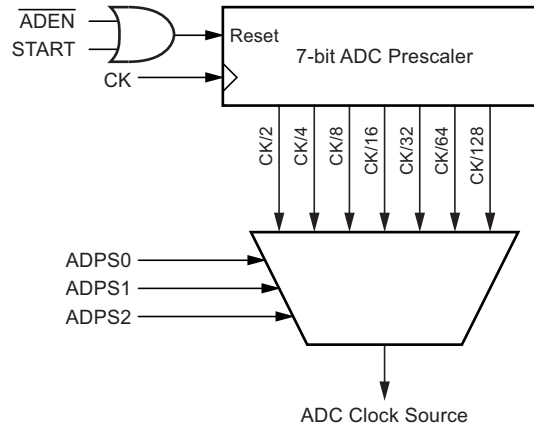 ADEN
START
Reset
7-bit ADC Prescaler
CK
CK/2
CK/4
CK/8
CK/16
CK/32
CK/64
CK/128
ADPS0
ADPS1
ADPS2
ADC Clock Source